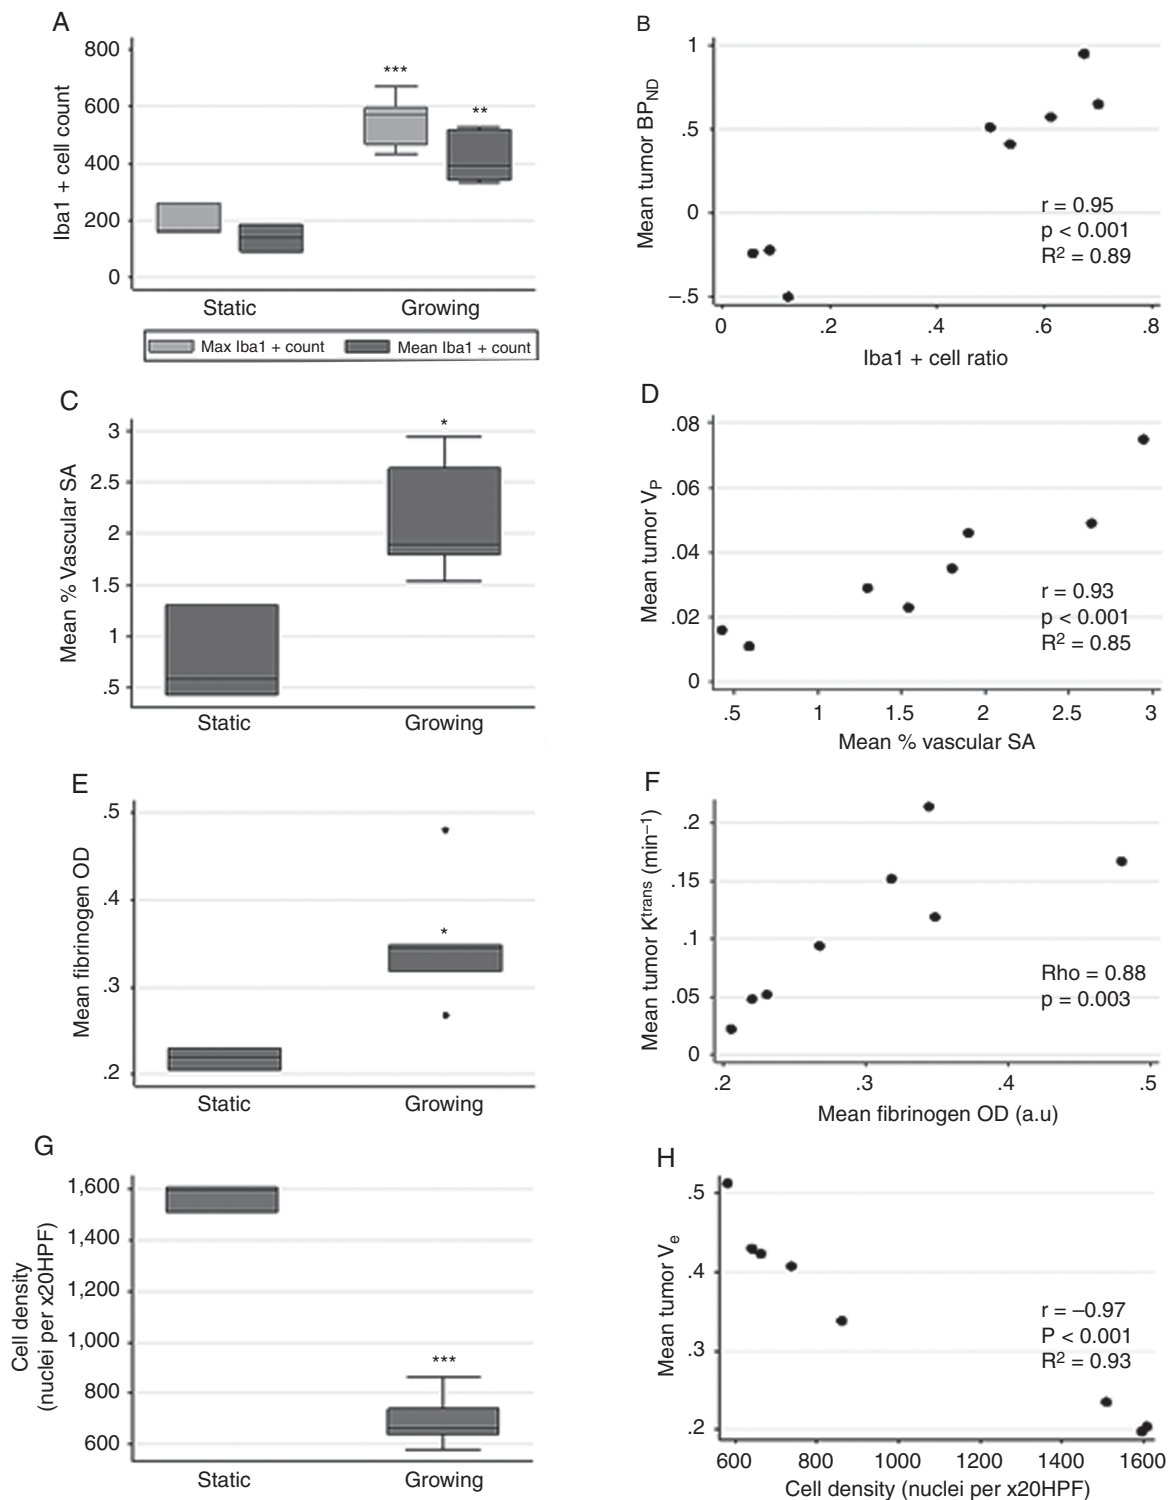 A
800
600
400
200
0
Iba1 + cell count
***
**
Static
Growing
Max Iba1 + count
Mean Iba1 + count
B
1
.5
0
–.5
Mean tumor BPND
r = 0.95
p < 0.001
R² = 0.89
0
.2
.4
.6
.8
Iba1 + cell ratio
C
3
2.5
2
1.5
1
.5
Mean % Vascular SA
*
Static
Growing
D
.08
.06
.04
.02
0
Mean tumor VP
r = 0.93
p < 0.001
R² = 0.85
.5
1
1.5
2
2.5
3
Mean % vascular SA
E
.5
.4
.3
.2
Mean fibrinogen OD
*
Static
Growing
F
.2
.15
.1
.05
0
Mean tumor Ktrans (min–1)
Rho = 0.88
p = 0.003
.2
.3
.4
.5
Mean fibrinogen OD (a.u)
G
1,600
1,400
1,200
1,000
800
600
Cell density
(nuclei per x20HPF)
***
Static
Growing
H
.5
.4
.3
.2
Mean tumor Ve
r = –0.97
P < 0.001
R² = 0.93
600
800
1000
1200
1400
1600
Cell density (nuclei per x20HPF)